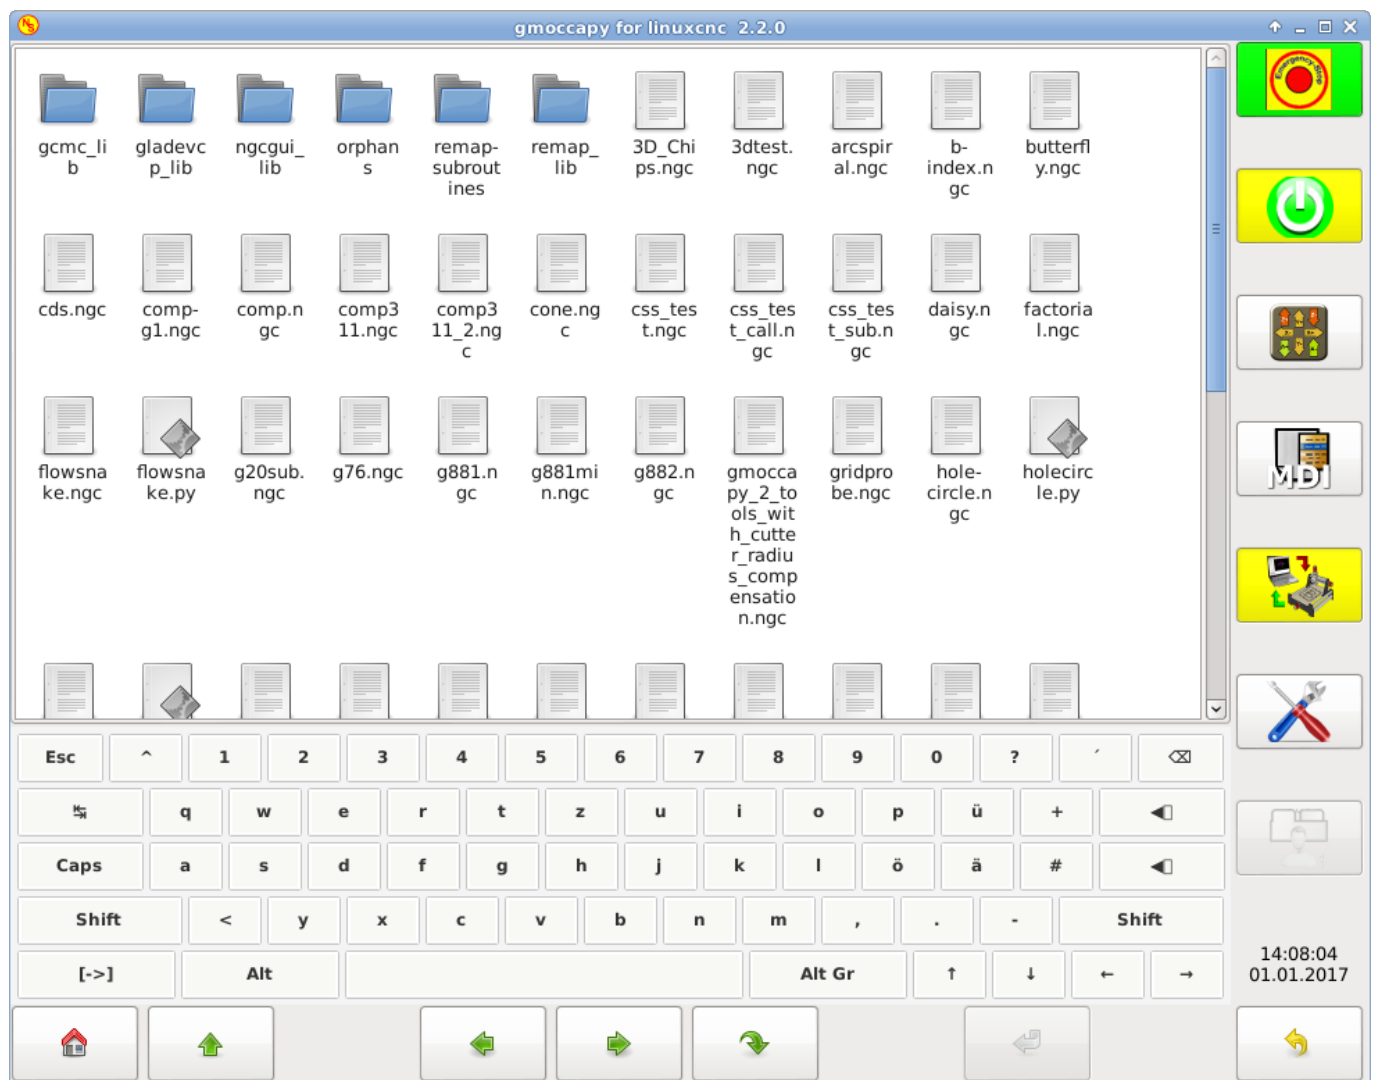 gmoccapy for linuxcnc 2.2.0
gcmc_li gladevc ngcgui_ orphan remap- remap_ 3D_Chi 3dtest. arcspir b- butterfl
b p_lib lib s subrout lib ps.ngc ngc al.ngc index.n y.ngc
ines gc
cds.ngc comp- comp.n comp3 comp3 cone.ng css_tes css_tes css_tes daisy.n factoria
g1.ngc gc 11.ngc 11_2.ng c t.ngc t_call.n t_sub.n gc l.ngc
c gc gc
flowsna flowsna g20sub. g76.ngc g881.n g881mi g882.n gmocca gridpro hole- holecirc
ke.ngc ke.py ngc gc n.ngc gc py_2_to be.ngc circle.n le.py
ols_wit gc
h_cutte
r_radiu
s_comp
ensatio
n.ngc
Emergency-Stop
MDI
Esc ^ 1 2 3 4 5 6 7 8 9 0 ? ´ ⌫
↹ q w e r t z u i o p ü +
Caps a s d f g h j k l ö ä #
Shift < y x c v b n m , . - Shift
[->] Alt Alt Gr ↑ ↓ ← →
14:08:04
01.01.2017